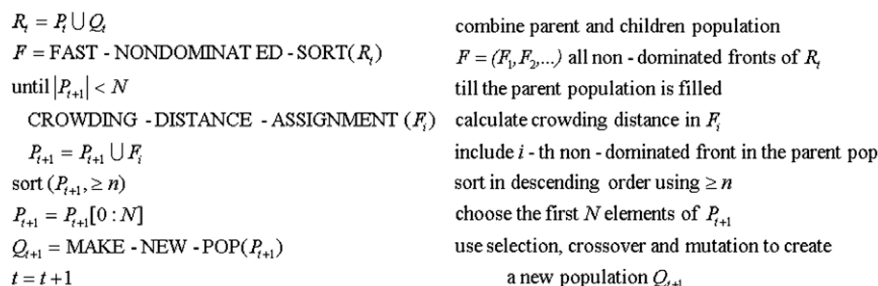 R_t = P_t ∪ Q_t combine parent and children population
F = FAST - NONDOMINAT ED - SORT(R_t) F = (F_1, F_2,...) all non - dominated fronts of R_t
until |P_{t+1}| < N till the parent population is filled
CROWDING - DISTANCE - ASSIGNMENT (F_i) calculate crowding distance in F_i
P_{t+1} = P_{t+1} ∪ F_i include i - th non - dominated front in the parent pop
sort (P_{t+1}, ≥ n) sort in descending order using ≥ n
P_{t+1} = P_{t+1}[0 : N] choose the first N elements of P_{t+1}
Q_{t+1} = MAKE - NEW - POP(P_{t+1}) use selection, crossover and mutation to create
t = t + 1 a new population Q_{t+1}